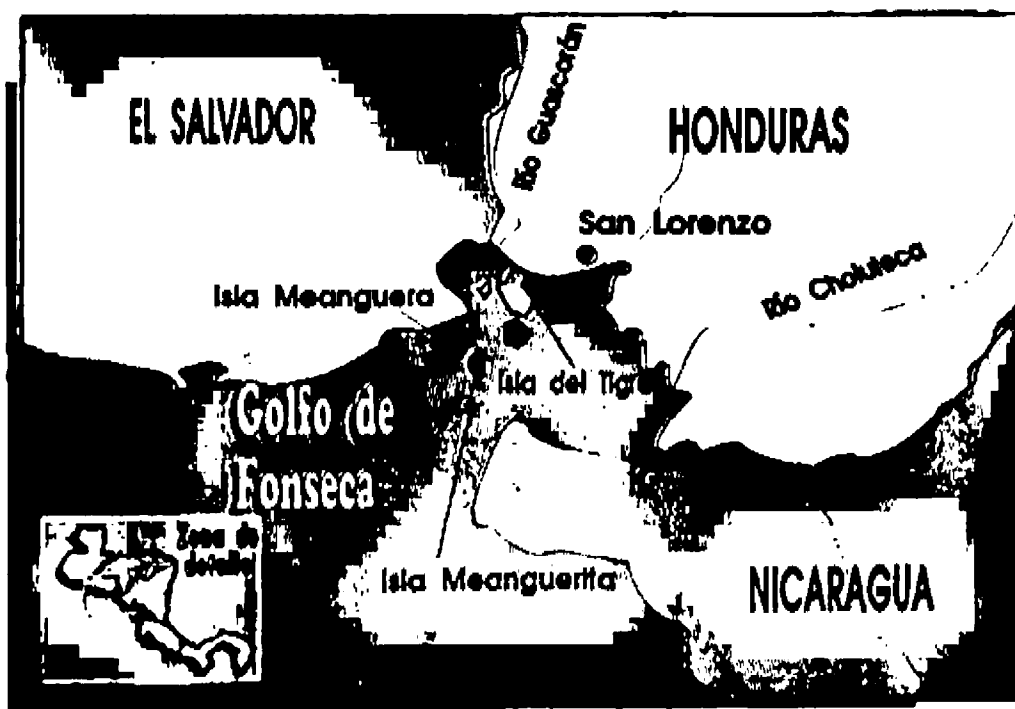 EL SALVADOR
HONDURAS
Río Guascorán
San Lorenzo
Río Choluteca
Isla Meanguera
Isla del Tigre
Golfo de
Fonseca
Zona de
detalle
Isla Meanguerita
NICARAGUA